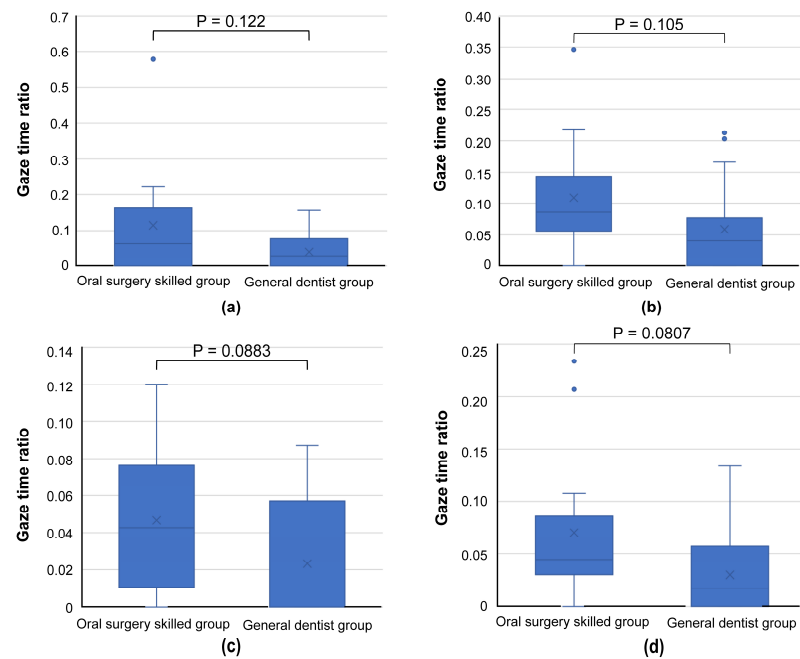 0.7
P = 0.122
0.6
0.5
0.4
0.3
0.2
0.1
0
Gaze time ratio
Oral surgery skilled group
General dentist group
(a)
0.40
P = 0.105
0.35
0.30
0.25
0.20
0.15
0.10
0.05
0
Gaze time ratio
Oral surgery skilled group
General dentist group
(b)
0.14
P = 0.0883
0.12
0.10
0.08
0.06
0.04
0.02
0
Gaze time ratio
Oral surgery skilled group
General dentist group
(c)
P = 0.0807
0.25
0.20
0.15
0.10
0.05
0
Gaze time ratio
Oral surgery skilled group
General dentist group
(d)